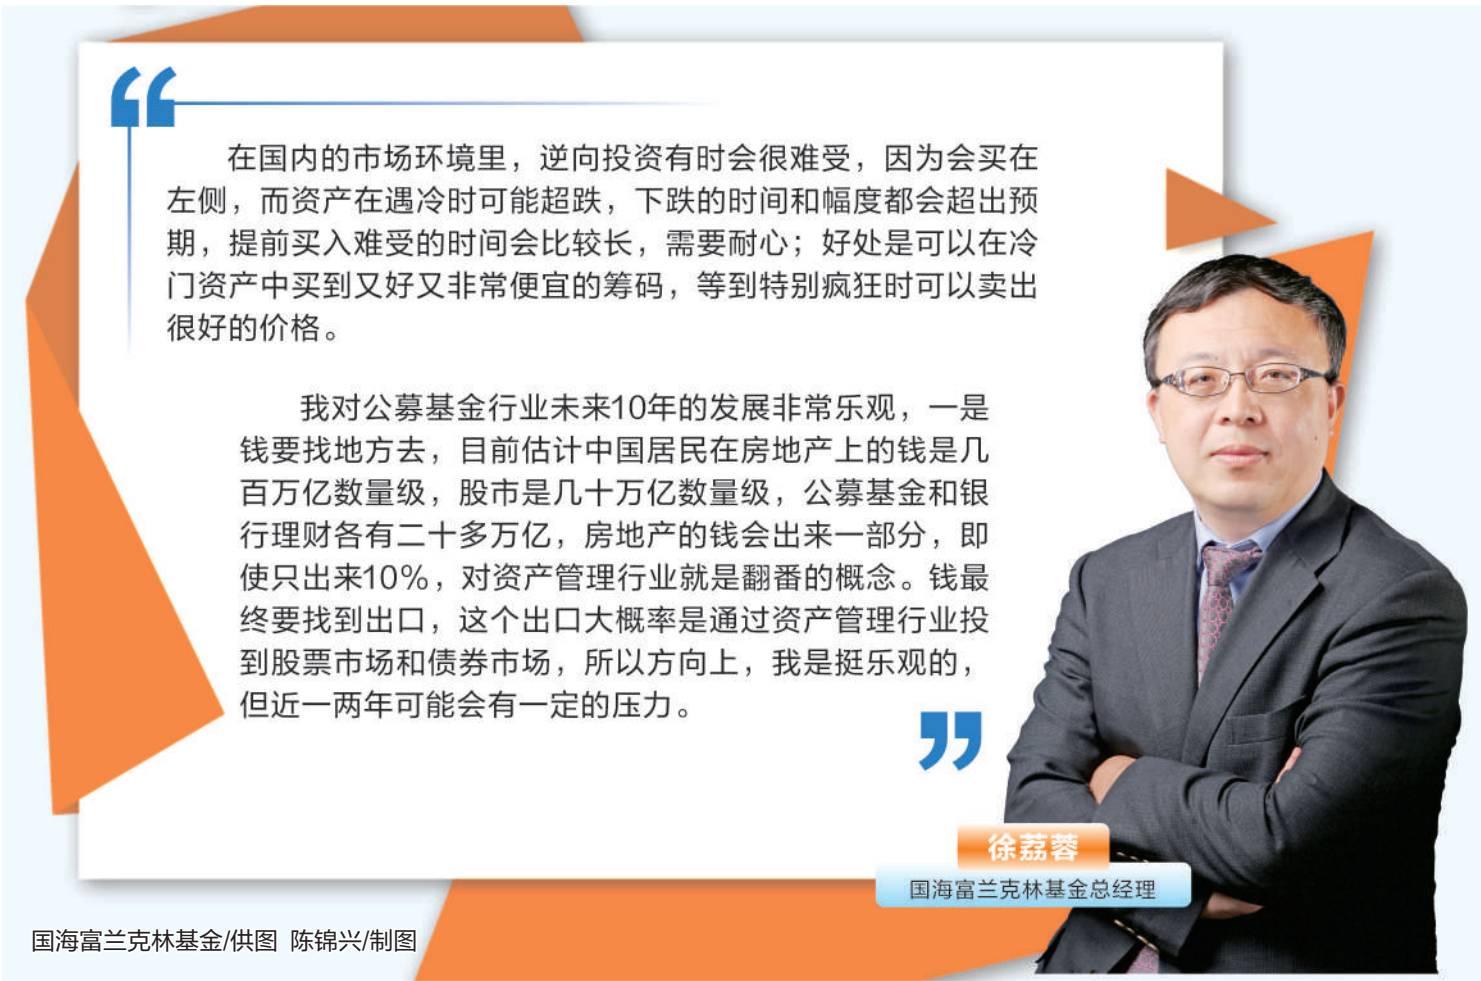 在国内的市场环境里，逆向投资有时会很难受，因为会买在
左侧，而资产在遇冷时可能超跌，下跌的时间和幅度都会超出预
期，提前买入难受的时间会比较长，需要耐心；好处是可以在冷
门资产中买到又好又非常便宜的筹码，等到特别疯狂时可以卖出
很好的价格。
我对公募基金行业未来10年的发展非常乐观，一是
钱要找地方去，目前估计中国居民在房地产上的钱是几
百万亿数量级，股市是几十万亿数量级，公募基金和银
行理财各有二十多万亿，房地产的钱会出来一部分，即
使只出来10%，对资产管理行业就是翻番的概念。钱最
终要找到出口，这个出口大概率是通过资产管理行业投
到股票市场和债券市场，所以方向上，我是挺乐观的，
但近一两年可能会有一定的压力。
徐荔蓉
国海富兰克林基金总经理
国海富兰克林基金/供图 陈锦兴/制图